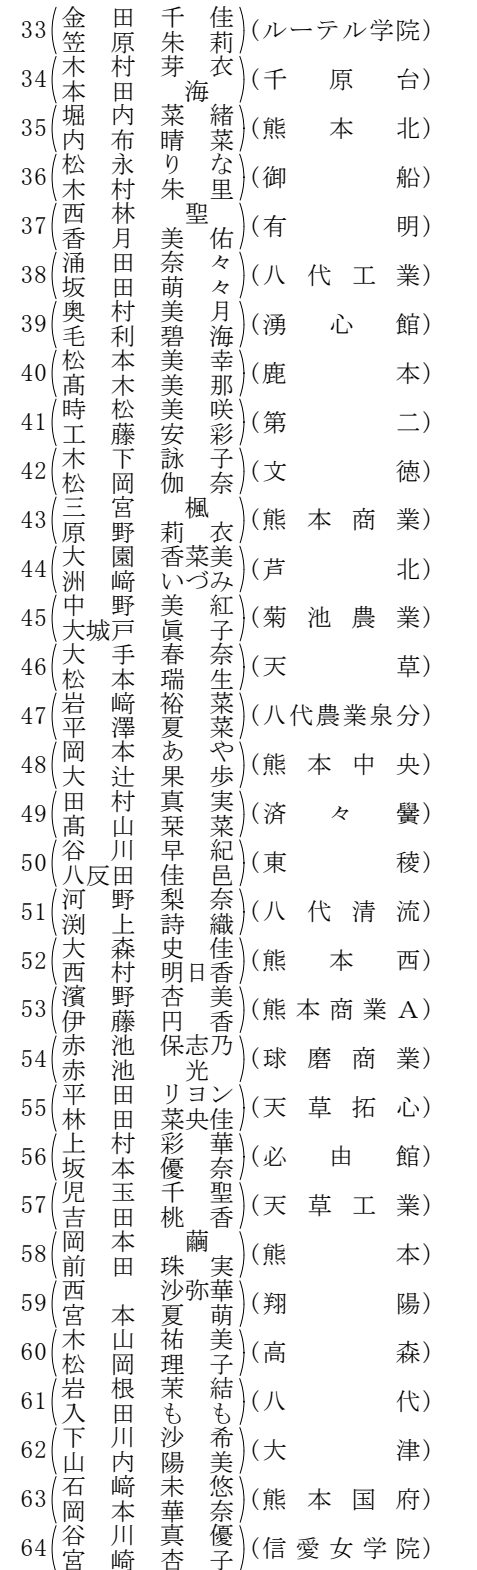 33(金田千佳
笠原朱莉)(ルーテル学院)
34(木村芽衣
本田海)(千原台)
35(堀内菜緒
内布晴菜)(熊本北)
36(松永りな
木村朱里)(御船)
37(西林聖
香月美佑)(有明)
38(涌田奈々
坂田萌々)(八代工業)
39(奥村美月
毛利碧海)(湧心館)
40(松本美幸
髙木美那)(鹿本)
41(時松美咲
工藤安彩)(第二)
42(木下詠子
松岡伽奈)(文徳)
43(三宮楓
原野莉衣)(熊本商業)
44(大園香菜美
洲﨑いづみ)(芦北)
45(中野美紅
大城戸眞子)(菊池農業)
46(大手春奈
松本瑞生)(天草)
47(岩﨑裕菜
平澤夏菜)(八代農業泉分)
48(岡本あや
大辻果歩)(熊本中央)
49(田村真実
髙山栞菜)(済々黌)
50(谷川早紀
八反田佳邑)(東稜)
51(河野梨奈
渕上詩織)(八代清流)
52(大森史佳
西村明日香)(熊本西)
53(濱野杏美
伊藤円香)(熊本商業A)
54(赤池保志乃
赤池光)(球磨商業)
55(平田リヨン
林田菜央佳)(天草拓心)
56(上村彩華
坂本優奈)(必由館)
57(児玉千聖
吉田桃香)(天草工業)
58(岡本繭
前田珠実)(熊本)
59(西沙弥華
宮本夏萌)(翔陽)
60(木山祐美
松岡理子)(高森)
61(岩根茉結
入田もも)(八代)
62(下川沙希
山内陽美)(大津)
63(石﨑未悠
岡本華奈)(熊本国府)
64(谷川真優
宮崎杏子)(信愛女学院)